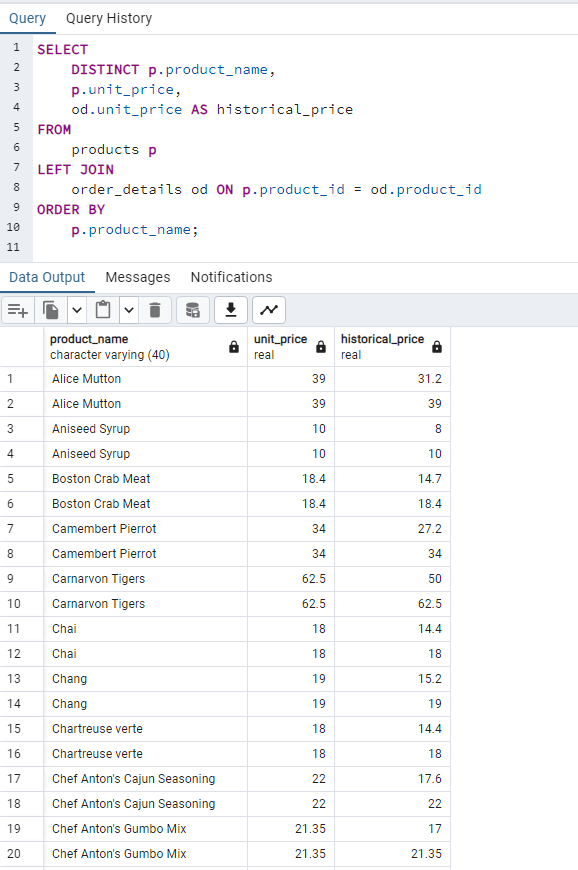 Query Query History
1 SELECT
2 DISTINCT p.product_name,
3 p.unit_price,
4 od.unit_price AS historical_price
5 FROM
6 products p
7 LEFT JOIN
8 order_details od ON p.product_id = od.product_id
9 ORDER BY
10 p.product_name;
11
Data Output Messages Notifications
product_name unit_price historical_price
character varying (40) real real
1 Alice Mutton 39 31.2
2 Alice Mutton 39 39
3 Aniseed Syrup 10 8
4 Aniseed Syrup 10 10
5 Boston Crab Meat 18.4 14.7
6 Boston Crab Meat 18.4 18.4
7 Camembert Pierrot 34 27.2
8 Camembert Pierrot 34 34
9 Carnarvon Tigers 62.5 50
10 Carnarvon Tigers 62.5 62.5
11 Chai 18 14.4
12 Chai 18 18
13 Chang 19 15.2
14 Chang 19 19
15 Chartreuse verte 18 14.4
16 Chartreuse verte 18 18
17 Chef Anton's Cajun Seasoning 22 17.6
18 Chef Anton's Cajun Seasoning 22 22
19 Chef Anton's Gumbo Mix 21.35 17
20 Chef Anton's Gumbo Mix 21.35 21.35